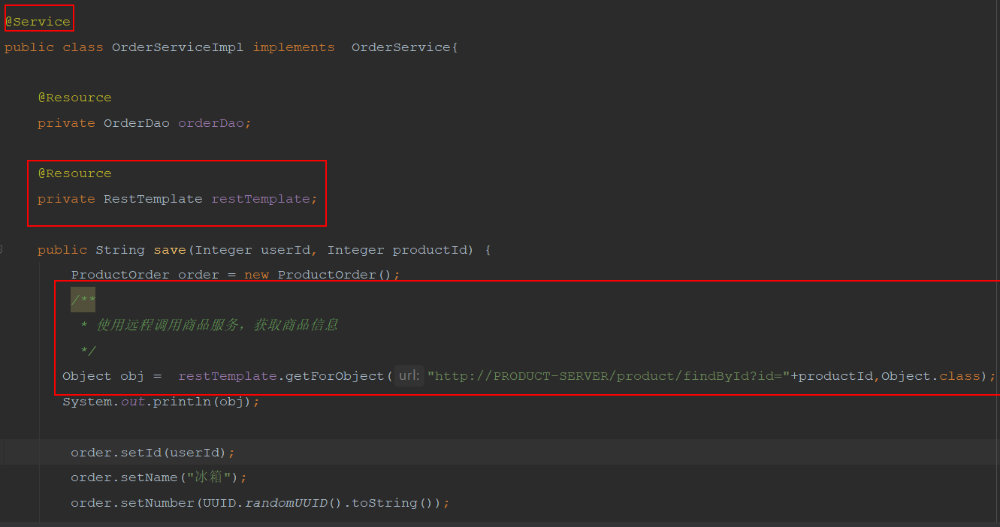 @Service
public class OrderServiceImpl implements  OrderService{
@Resource
private OrderDao orderDao;
@Resource
private RestTemplate restTemplate;
public String save(Integer userId, Integer productId) {
ProductOrder order = new ProductOrder();
/**
* 使用远程调用商品服务，获取商品信息
*/
Object obj =  restTemplate.getForObject( url: "http://PRODUCT-SERVER/product/findById?id="+productId,Object.class);
System.out.println(obj);
order.setId(userId);
order.setName("冰箱");
order.setNumber(UUID.randomUUID().toString());